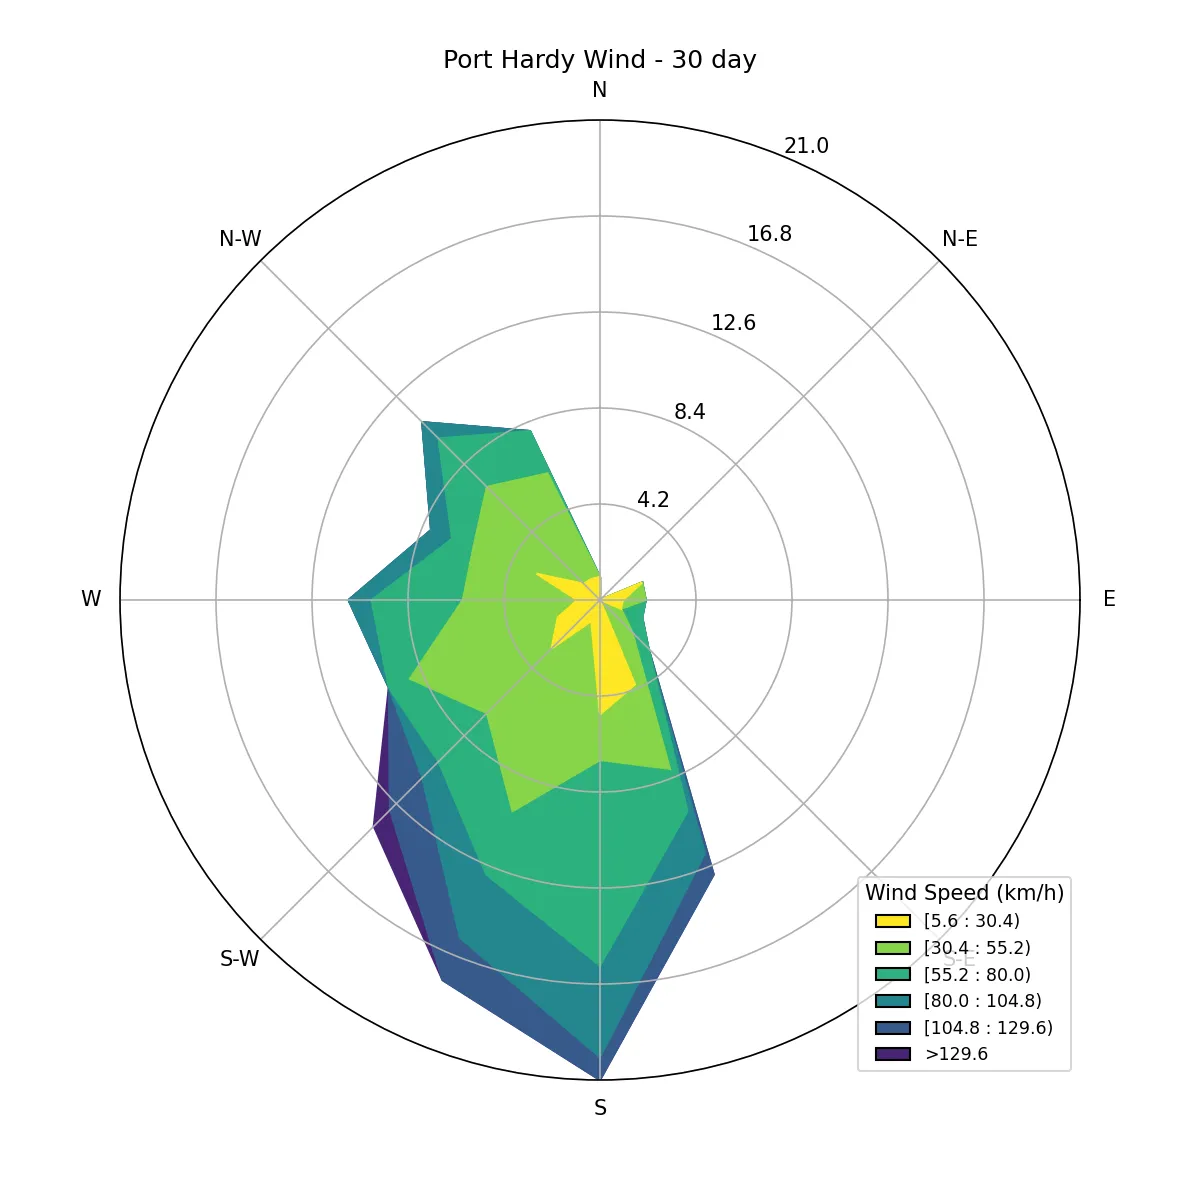 Port Hardy Wind - 30 day
N
21.0
16.8
N-W
N-E
12.6
8.4
4.2
W
E
Wind Speed (km/h)
[5.6 : 30.4)
[30.4 : 55.2)
S-W
S-E
[55.2 : 80.0)
[80.0 : 104.8)
[104.8 : 129.6)
>129.6
S